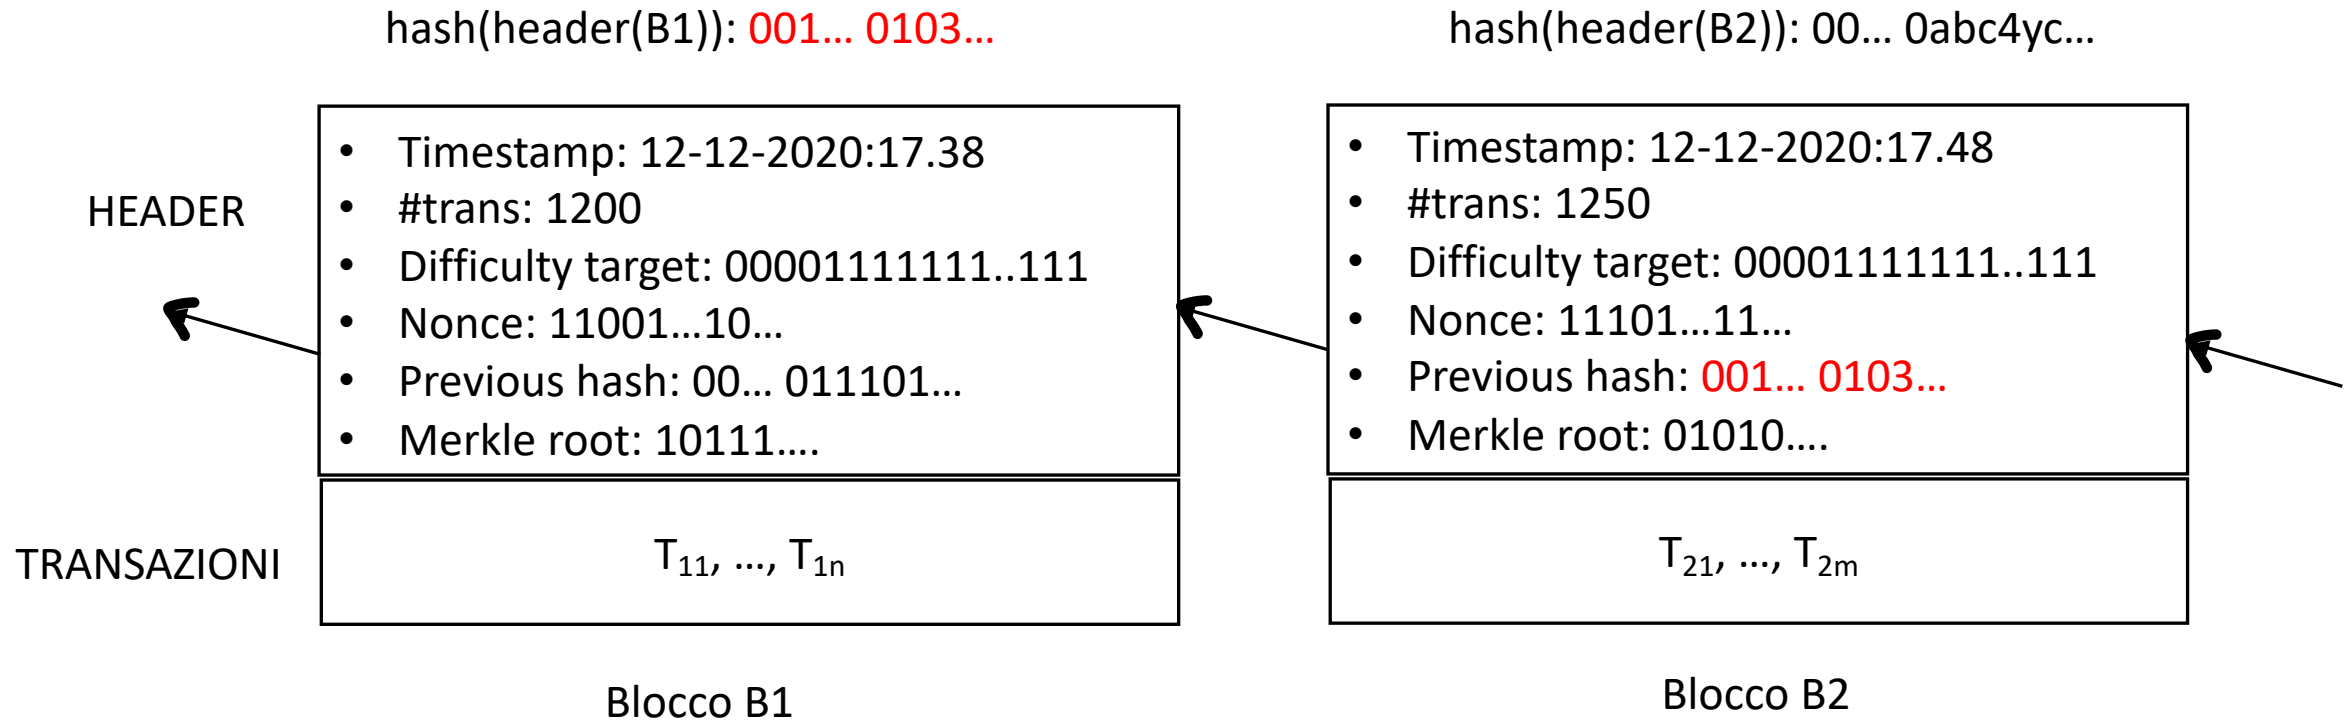 hash(header(B1)): 001... 0103...
hash(header(B2)): 00... 0abc4yc...
HEADER
• Timestamp: 12-12-2020:17.38
• #trans: 1200
• Difficulty target: 00001111111..111
• Nonce: 11001...10...
• Previous hash: 00... 011101...
• Merkle root: 10111....
• Timestamp: 12-12-2020:17.48
• #trans: 1250
• Difficulty target: 00001111111..111
• Nonce: 11101...11...
• Previous hash: 001... 0103...
• Merkle root: 01010....
TRANSAZIONI
T11, ..., T1n
T21, ..., T2m
Blocco B1
Blocco B2